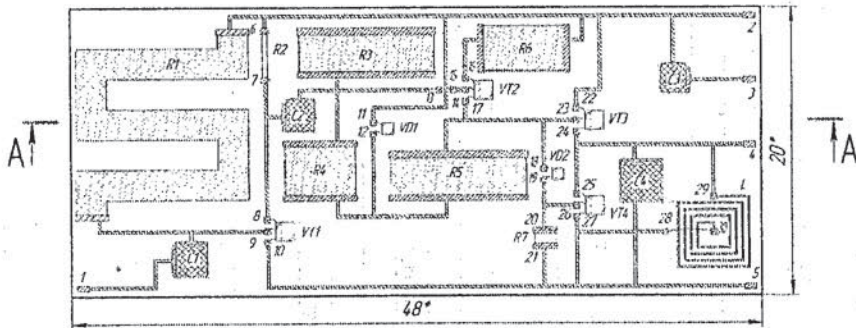 6 2
R2 R3 R6
R1
7 15 16 C3
3
VT2 22
13 14 17 23
C2 11 VT3
A 12 VD1 24 A
18 4
VD2
19 C4
R4 R5 25 29 L
8 20 26 VT4 28 30
VT1 27
9 R7
10
C1 21
1 5
48*
20*